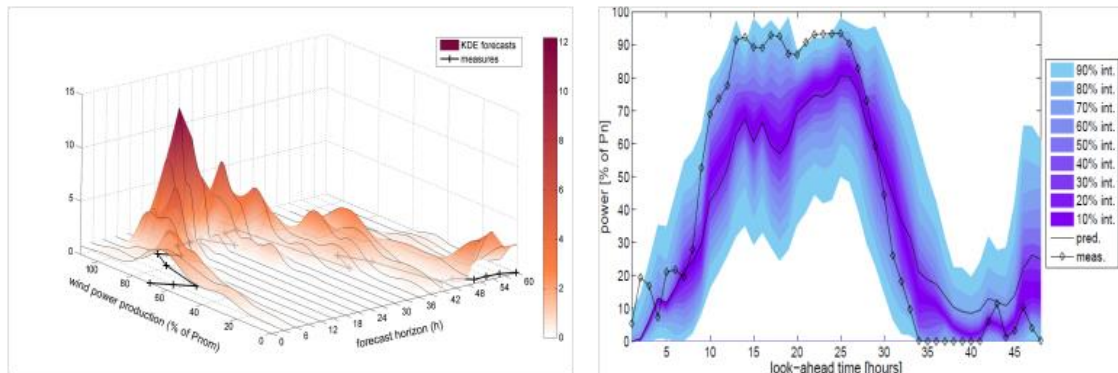 KDE forecasts
measures
12
10
8
6
4
2
0
15
10
5
0
100
80
60
40
20
0
wind power production (% of Pnom)
0
6
12
18
24
30
36
42
48
54
60
forecast horizon (h)
100
90
80
70
60
50
40
30
20
10
0
power [% of Pn]
5
10
15
20
25
30
35
40
45
look-ahead time [hours]
90% int.
80% int.
70% int.
60% int.
50% int.
40% int.
30% int.
20% int.
10% int.
pred.
meas.